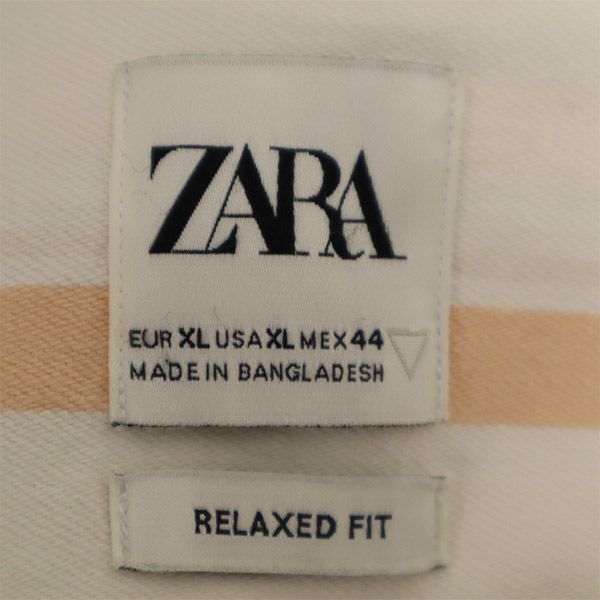 ZARA
EUR XL USA XL MEX 44
MADE IN BANGLADESH
RELAXED FIT